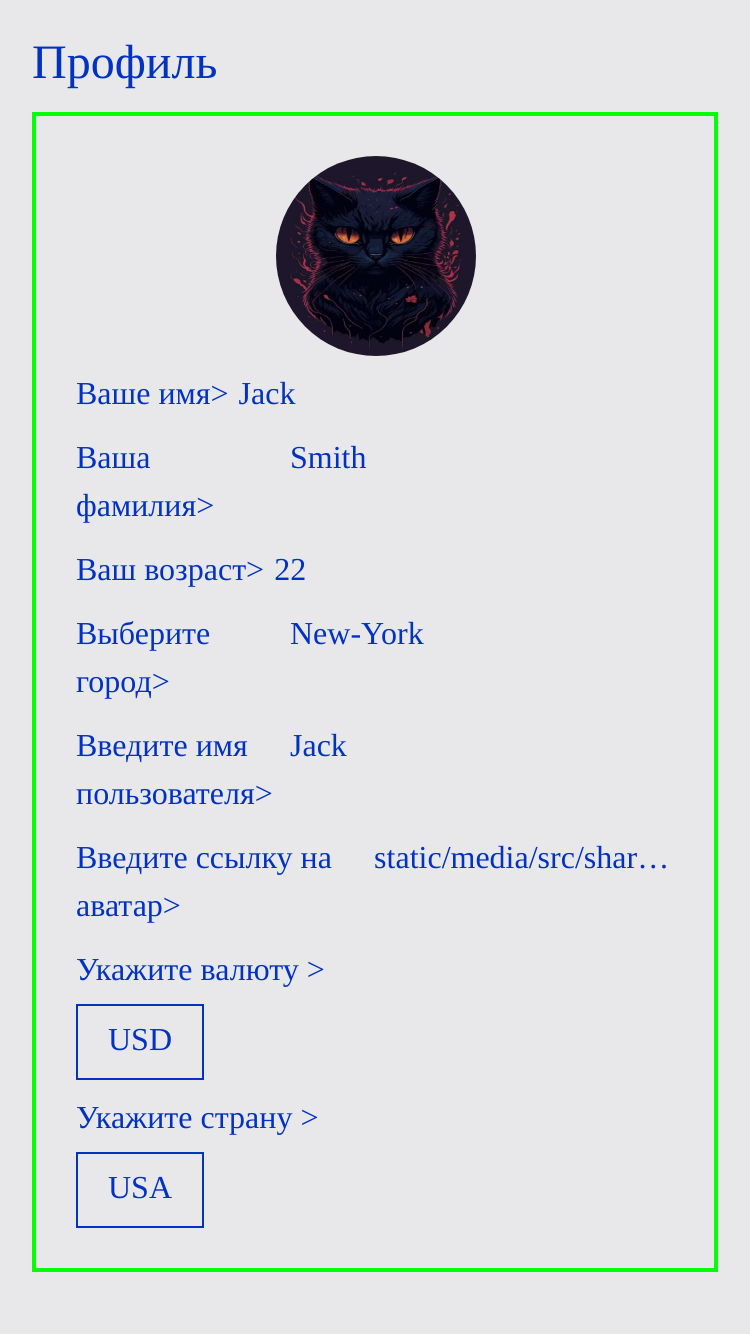 Профиль
Ваше имя> Jack
Ваша Smith
фамилия>
Ваш возраст> 22
Выберите New-York
город>
Введите имя Jack
пользователя>
Введите ссылку на static/media/src/shar…
аватар>
Укажите валюту >
USD
Укажите страну >
USA